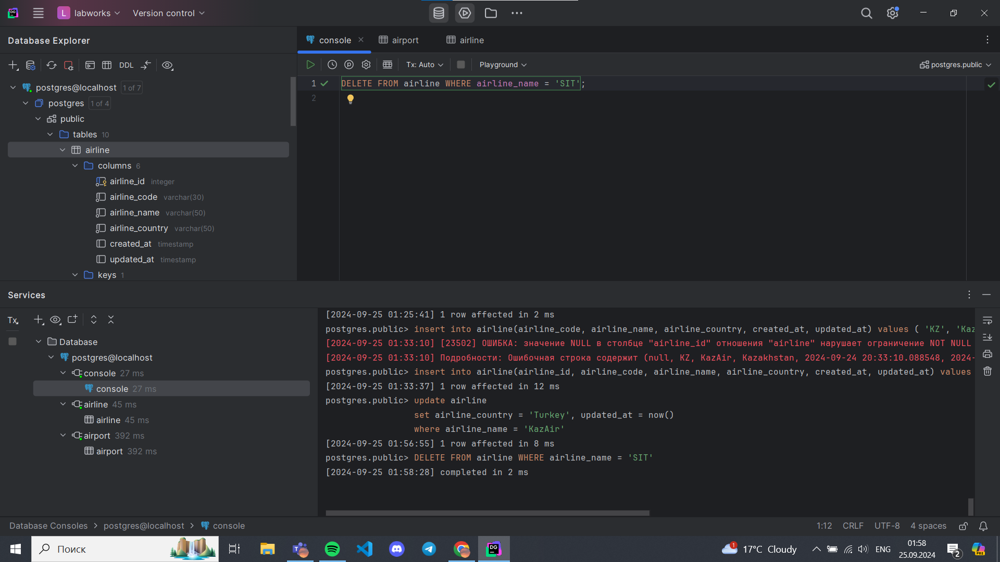 L labworks Version control
Database Explorer
DDL
postgres@localhost 1 of 7
postgres 1 of 4
public
tables 10
airline
columns 6
airline_id integer
airline_code varchar(30)
airline_name varchar(50)
airline_country varchar(50)
created_at timestamp
updated_at timestamp
keys 1
console airport airline
Tx: Auto Playground postgres.public
1 DELETE FROM airline WHERE airline_name = 'SIT';
2
Services
Tx
Database
postgres@localhost
console 27 ms
console 27 ms
airline 45 ms
airline 45 ms
airport 392 ms
airport 392 ms
[2024-09-25 01:25:41] 1 row affected in 2 ms
postgres.public> insert into airline(airline_code, airline_name, airline_country, created_at, updated_at) values ( 'KZ', 'Kaz
[2024-09-25 01:33:10] [23502] ОШИБКА: значение NULL в столбце "airline_id" отношения "airline" нарушает ограничение NOT NULL
[2024-09-25 01:33:10] Подробности: Ошибочная строка содержит (null, KZ, KazAir, Kazakhstan, 2024-09-24 20:33:10.088548, 2024-
postgres.public> insert into airline(airline_id, airline_code, airline_name, airline_country, created_at, updated_at) values
[2024-09-25 01:33:37] 1 row affected in 12 ms
postgres.public> update airline
set airline_country = 'Turkey', updated_at = now()
where airline_name = 'KazAir'
[2024-09-25 01:56:55] 1 row affected in 8 ms
postgres.public> DELETE FROM airline WHERE airline_name = 'SIT'
[2024-09-25 01:58:28] completed in 2 ms
Database Consoles > postgres@localhost > console
1:12 CRLF UTF-8 4 spaces
Поиск
DG
1 17°C Cloudy ENG 01:58
25.09.2024
2
PRE